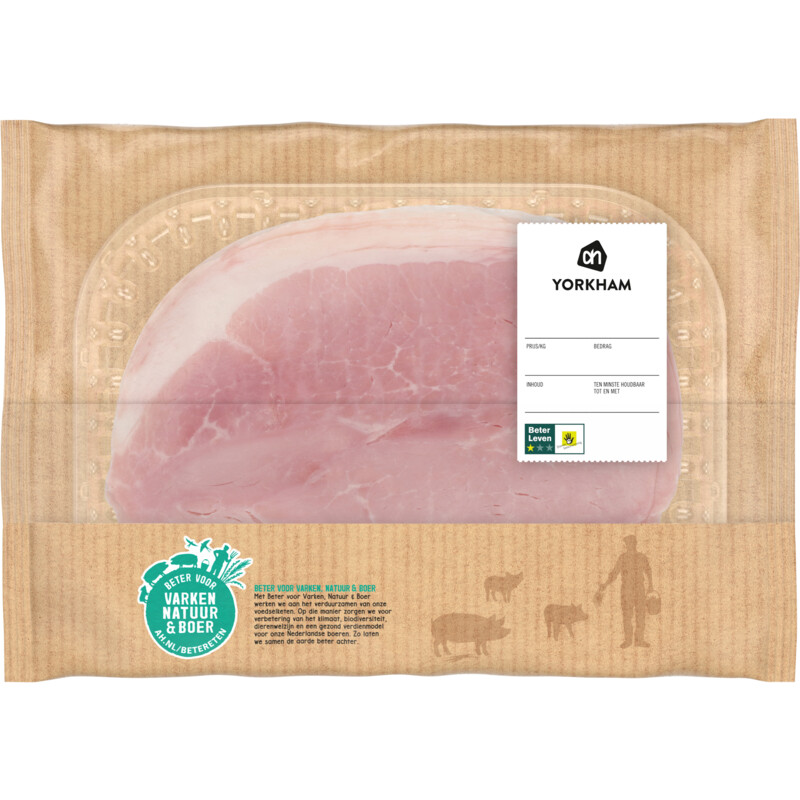 ah
YORKHAM
PRIJS/KG
BEDRAG
INHOUD
TEN MINSTE HOUDBAAR
TOT EN MET
Beter
Leven
BETER VOOR
VARKEN
NATUUR
& BOER
AH.NL/BETERETEN
BETER VOOR VARKEN, NATUUR & BOER
Met Beter voor Varken, Natuur & Boer
werken we aan het verduurzamen van onze
voedselketen. Op die manier zorgen we voor
verbetering van het klimaat, biodiversiteit,
dierenwelzijn en een gezond verdienmodel
voor onze Nederlandse boeren. Zo laten
we samen de aarde beter achter.